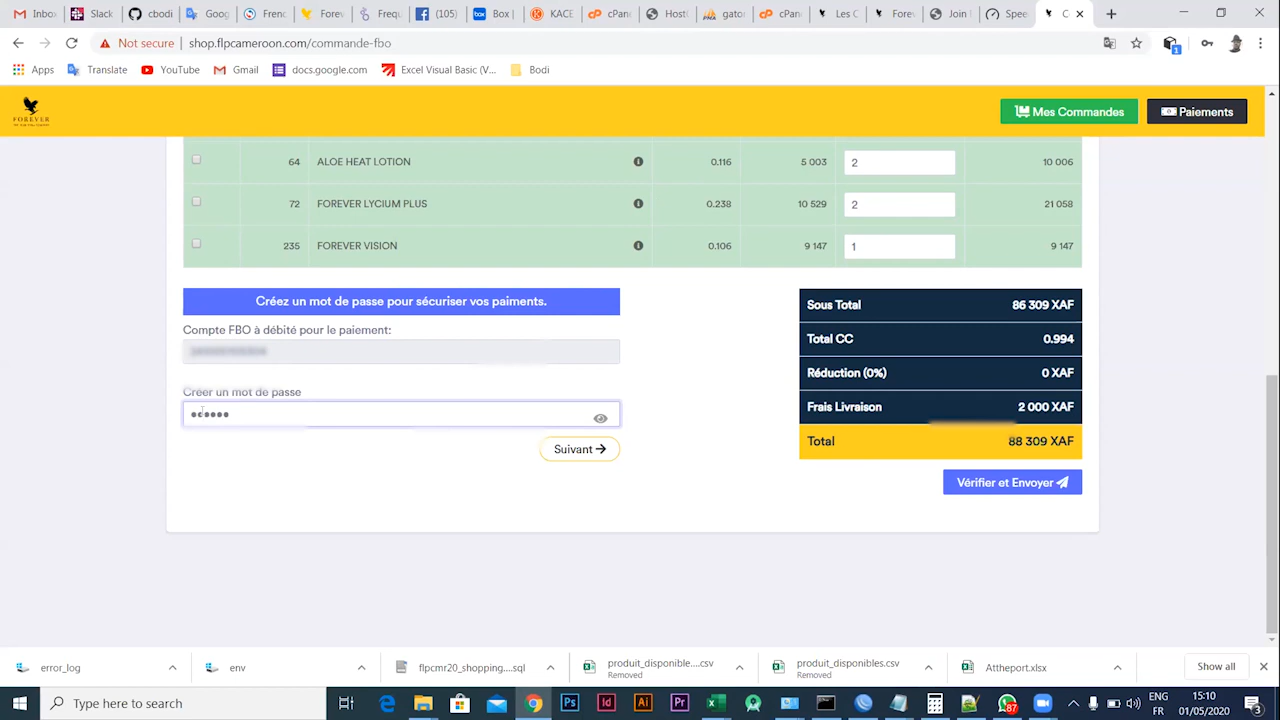 Inbox
Slack
cbodi
Goog
Frenc
Forev
Frequ
(105)
Box
KACE
cPan
Host
gator
cPan
Les C
Forev
Join
Spee
C
Not secure
shop.flpcameroon.com/commande-fbo
Apps
Translate
YouTube
Gmail
docs.google.com
Excel Visual Basic (V...
Bodi
FOREVER
Mes Commandes
Paiements
64 ALOE HEAT LOTION 0.116 5 003 2 10 006
72 FOREVER LYCIUM PLUS 0.238 10 529 2 21 058
235 FOREVER VISION 0.106 9 147 1 9 147
Créez un mot de passe pour sécuriser vos paiments.
Compte FBO à débité pour le paiement:
Créer un mot de passe
••••••
Suivant
Sous Total 86 309 XAF
Total CC 0.994
Réduction (0%) 0 XAF
Frais Livraison 2 000 XAF
Total 88 309 XAF
Vérifier et Envoyer
error_log
env
flpcmr20_shopping....sql
produit_disponible....csv
Removed
produit_disponibles.csv
Removed
Attheport.xlsx
Show all
Type here to search
87
ENG
FR
15:10
01/05/2020
3